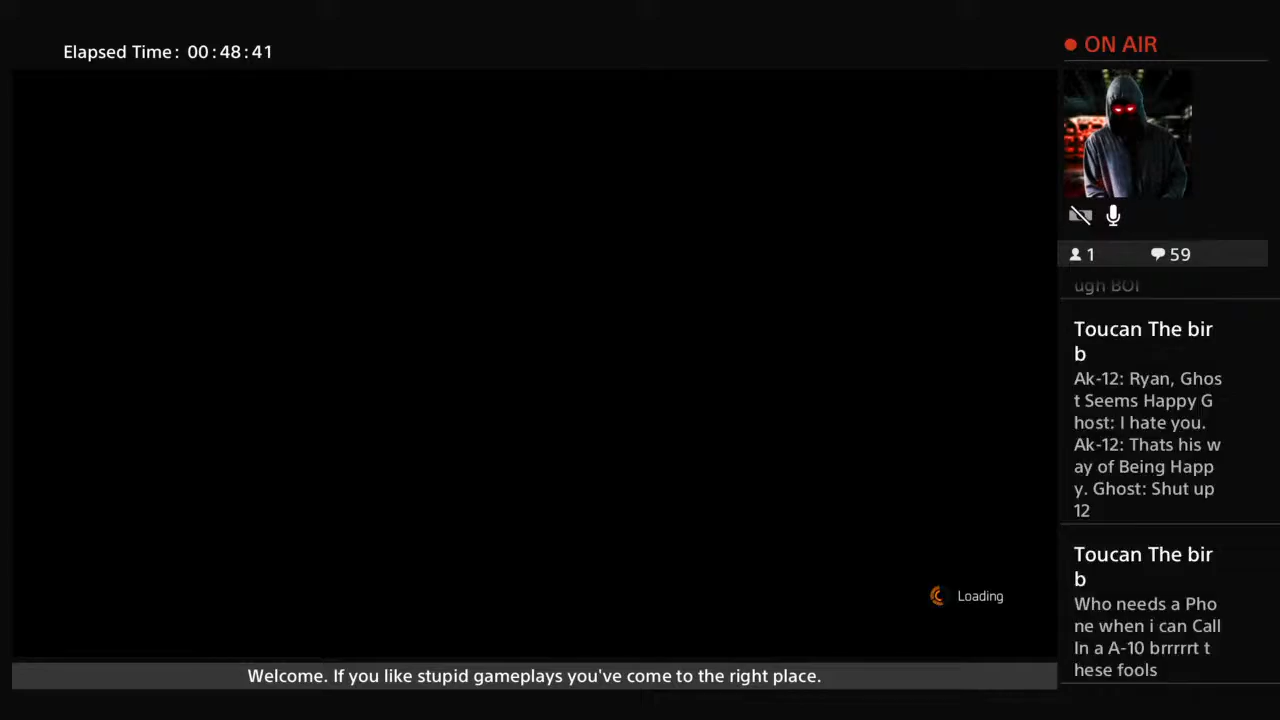 Elapsed Time: 00:48:41
ON AIR
1 59
ugh BOI
Toucan The bir
b
Ak-12: Ryan, Ghos
t Seems Happy G
host: I hate you.
Ak-12: Thats his w
ay of Being Happ
y. Ghost: Shut up
12
Toucan The bir
b
Who needs a Pho
ne when i can Call
In a A-10 brrrrrt t
hese fools
Loading
Welcome. If you like stupid gameplays you've come to the right place.